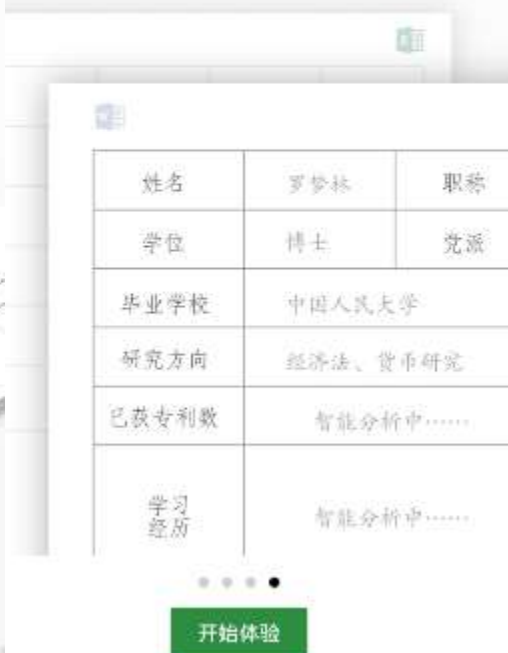 姓名 罗梦林 职称
学位 博士 党派
毕业学校 中国人民大学
研究方向 经济法、货币研究
已获专利数 智能分析中……
学习
经历 智能分析中……
开始体验